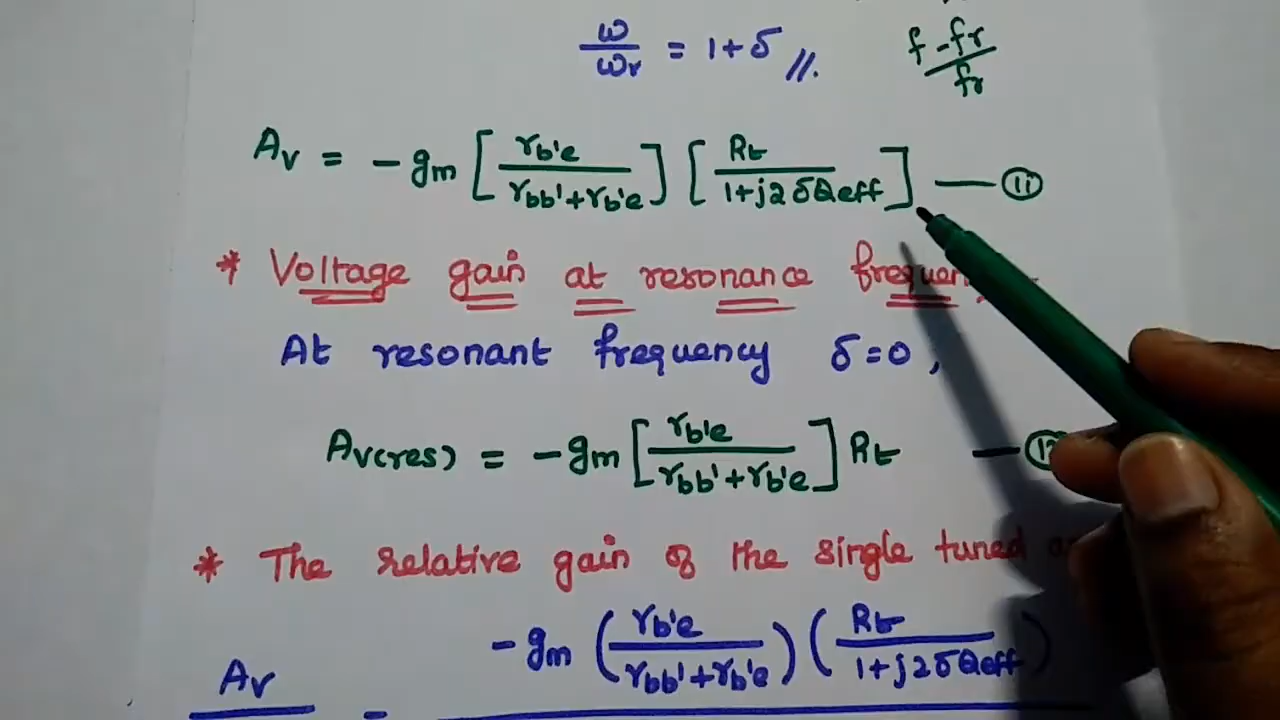 ω/ωr = 1+δ //. f-fr/fr
Av = -gm [rb'e/rbb'+rb'e] [Rt/1+j2δQeff] — 11
* Voltage gain at resonance
At resonant frequency δ=0,
Av(res) = -gm [rb'e/rbb'+rb'e] Rt —
* The relative gain of the single tuned
Av = -gm (rb'e/rbb'+rb'e) (Rt/1+j2δQeff)